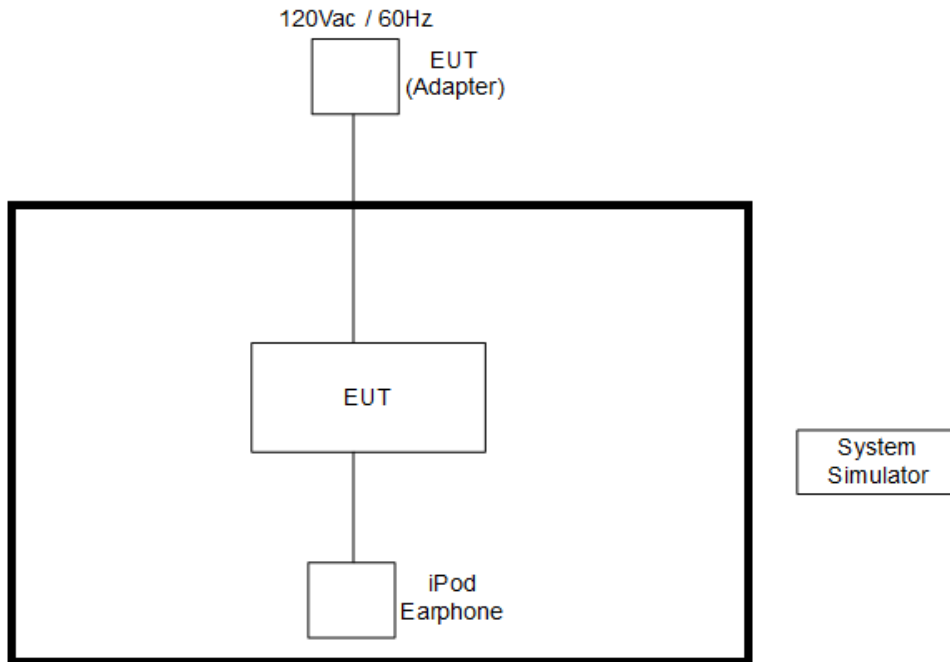 120Vac / 60Hz
EUT
(Adapter)
EUT
System
Simulator
iPod
Earphone